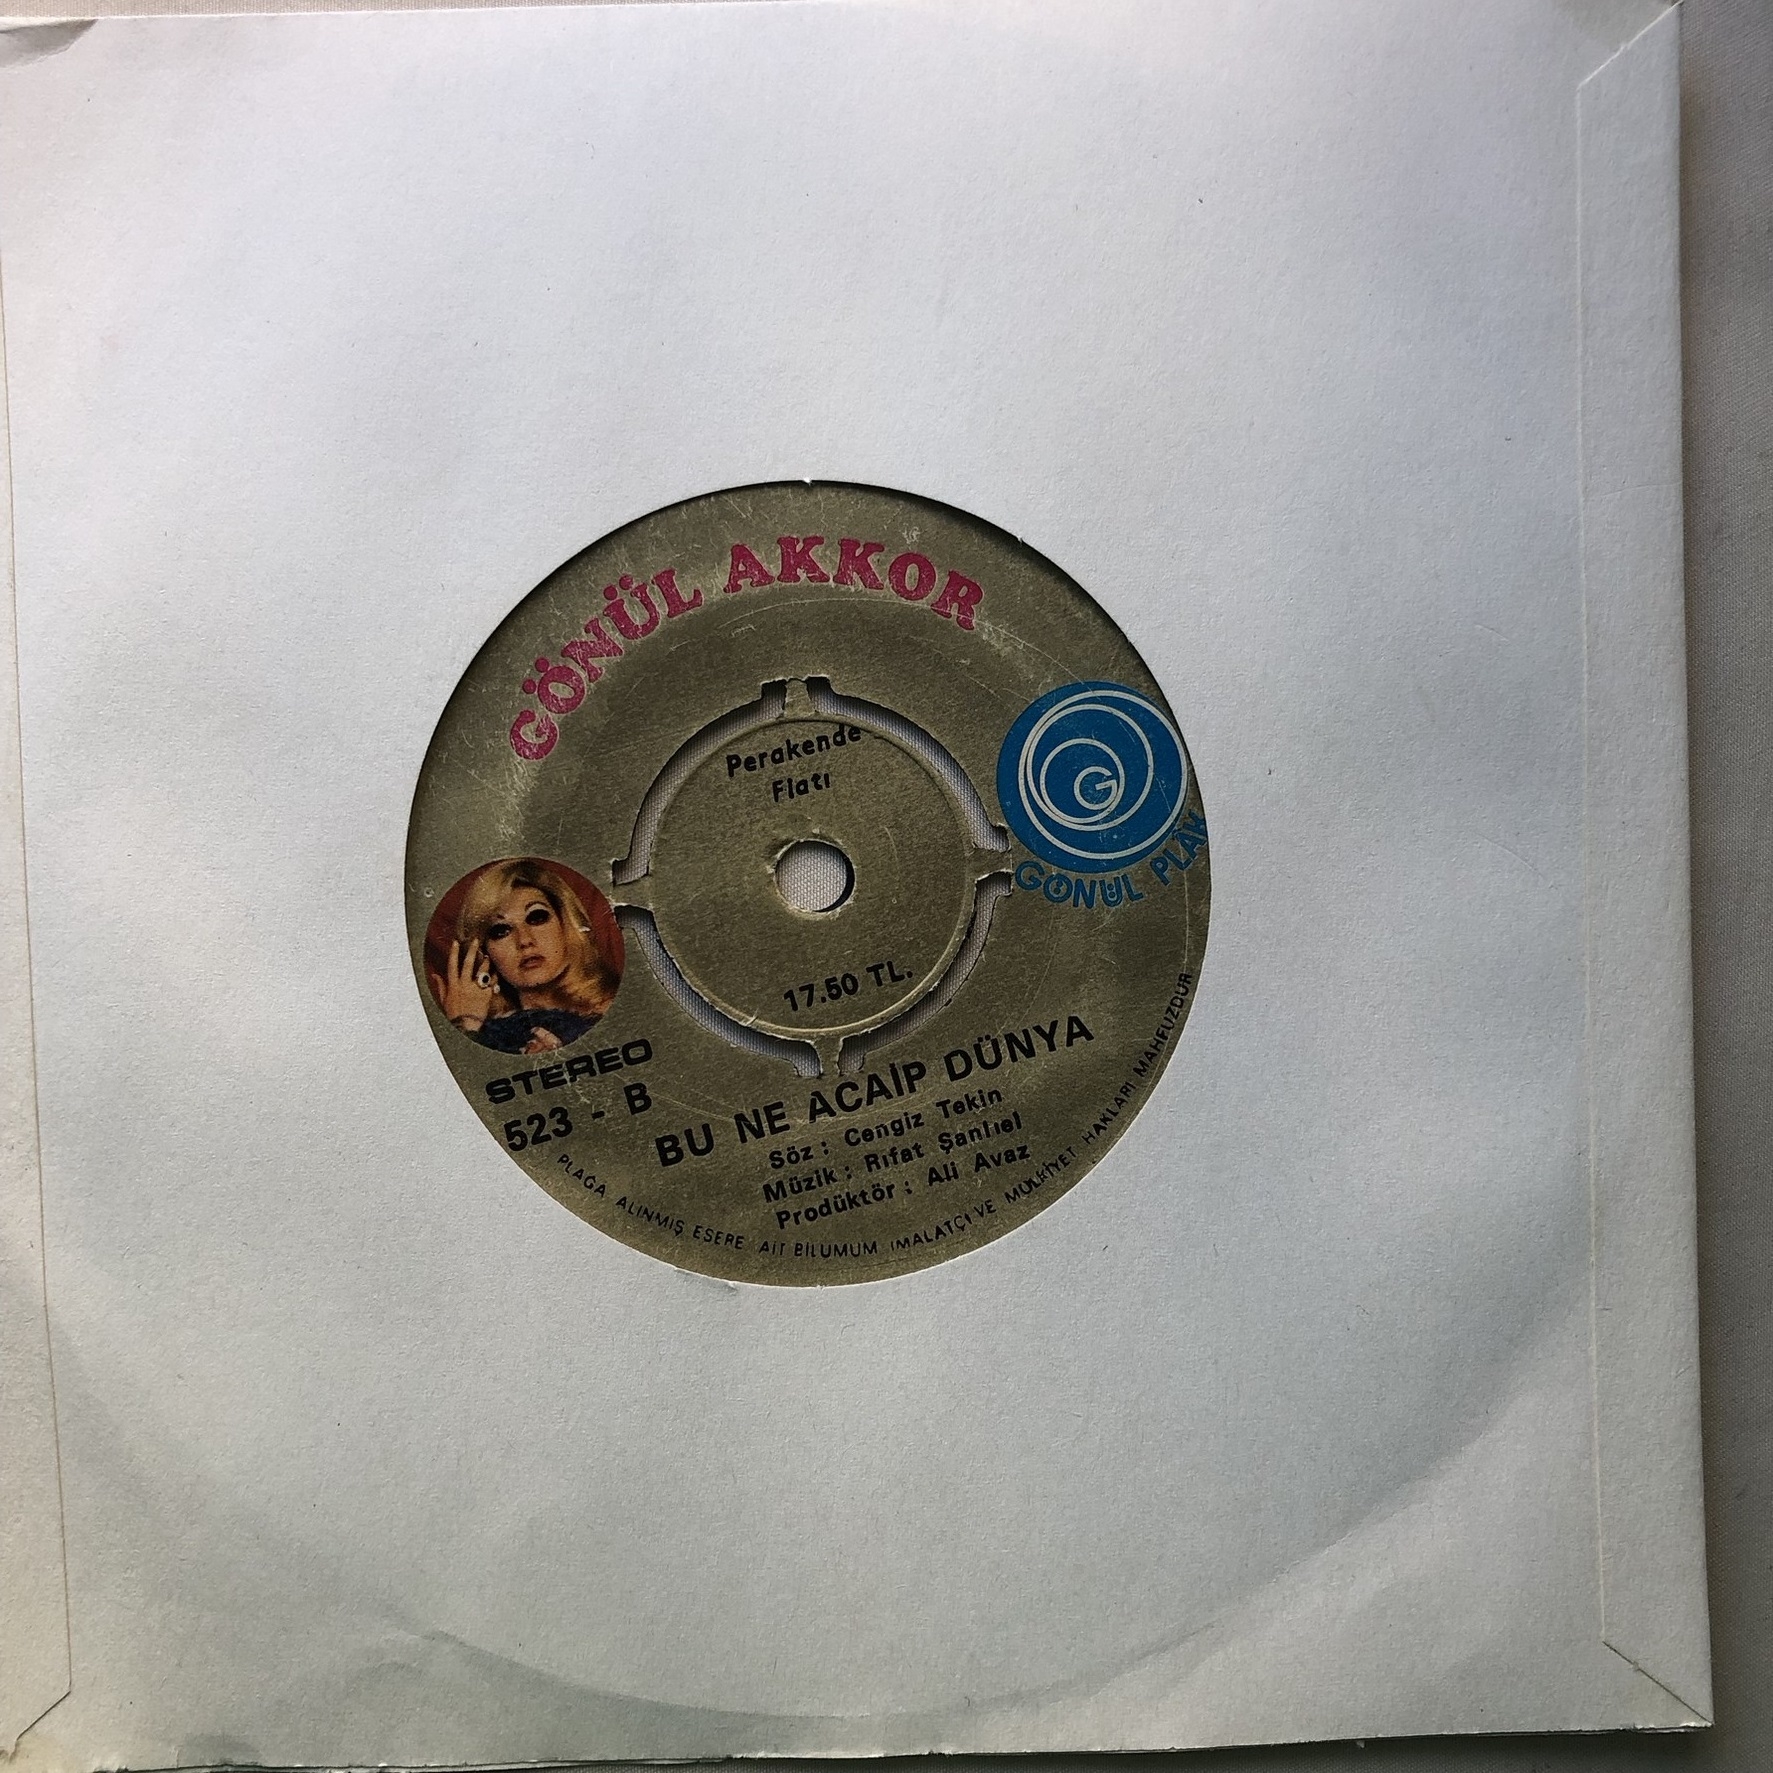 GÖNÜL AKKOR
Perakende
Fiatı
G
GÖNÜL PLÂK
17.50 TL.
STEREO
523 - B
BU NE ACAİP DÜNYA
Söz : Cengiz Tekin
Müzik : Rıfat Şanlıel
Prodüktör : Ali Avaz
PLAĞA ALINMIŞ ESERE AİT BİLUMUM İMALATÇI VE MÜLKİYET HAKLARI MAHFUZDUR